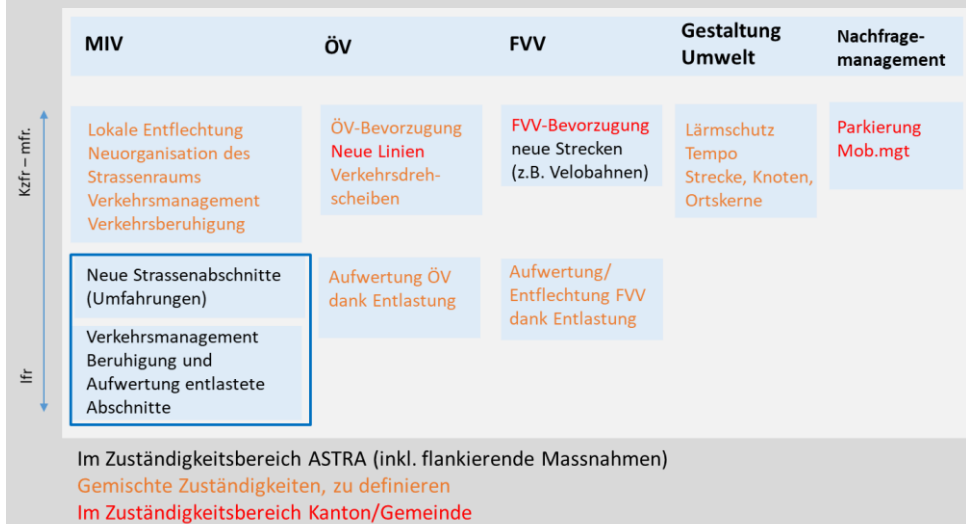 MIV
ÖV
FVV
Gestaltung
Umwelt
Nachfrage-
management
Kzfr – mfr.
Lokale Entflechtung
Neuorganisation des
Strassenraums
Verkehrsmanagement
Verkehrsberuhigung
ÖV-Bevorzugung
Neue Linien
Verkehrsdreh-
scheiben
FVV-Bevorzugung
neue Strecken
(z.B. Velobahnen)
Lärmschutz
Tempo
Strecke, Knoten,
Ortskerne
Parkierung
Mob.mgt
lfr
Neue Strassenabschnitte
(Umfahrungen)
Verkehrsmanagement
Beruhigung und
Aufwertung entlastete
Abschnitte
Aufwertung ÖV
dank Entlastung
Aufwertung/
Entflechtung FVV
dank Entlastung
Im Zuständigkeitsbereich ASTRA (inkl. flankierende Massnahmen)
Gemischte Zuständigkeiten, zu definieren
Im Zuständigkeitsbereich Kanton/Gemeinde